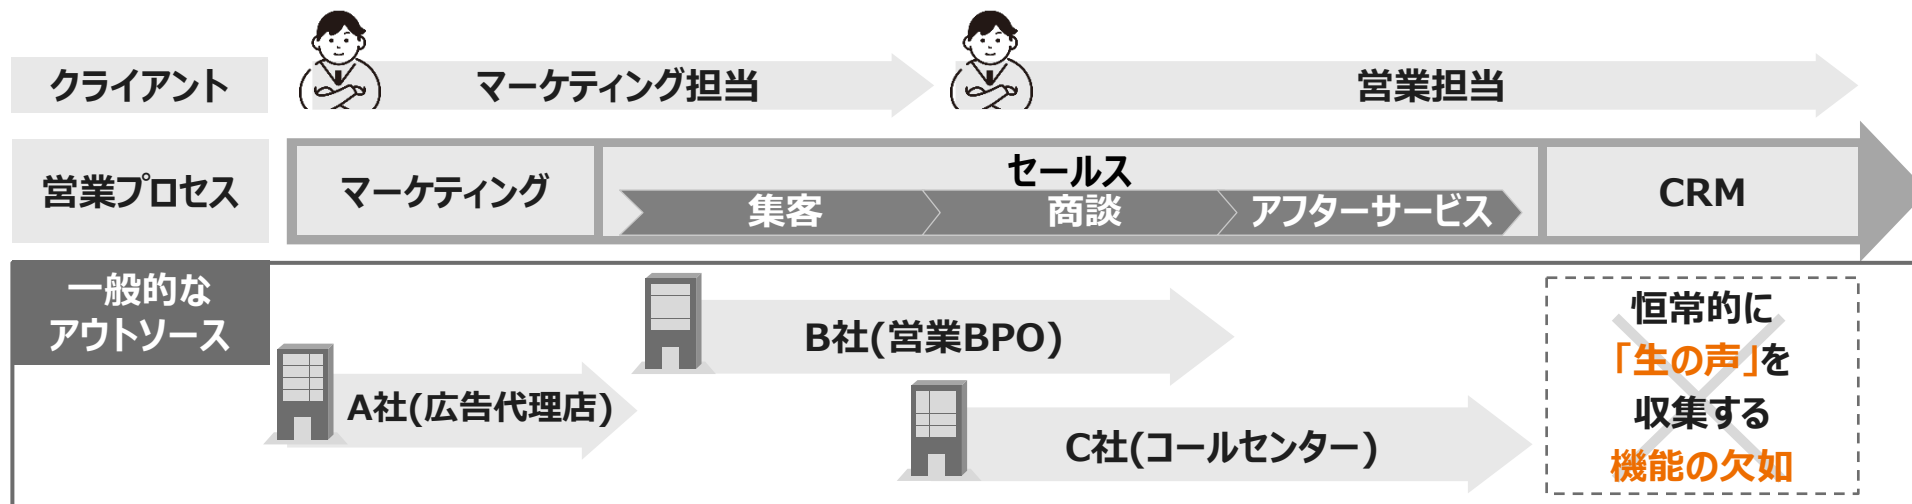 クライアント
マーケティング担当
営業担当
営業プロセス
マーケティング
セールス
集客
商談
アフターサービス
CRM
一般的な
アウトソース
A社(広告代理店)
B社(営業BPO)
C社(コールセンター)
恒常的に
「生の声」を
収集する
機能の欠如